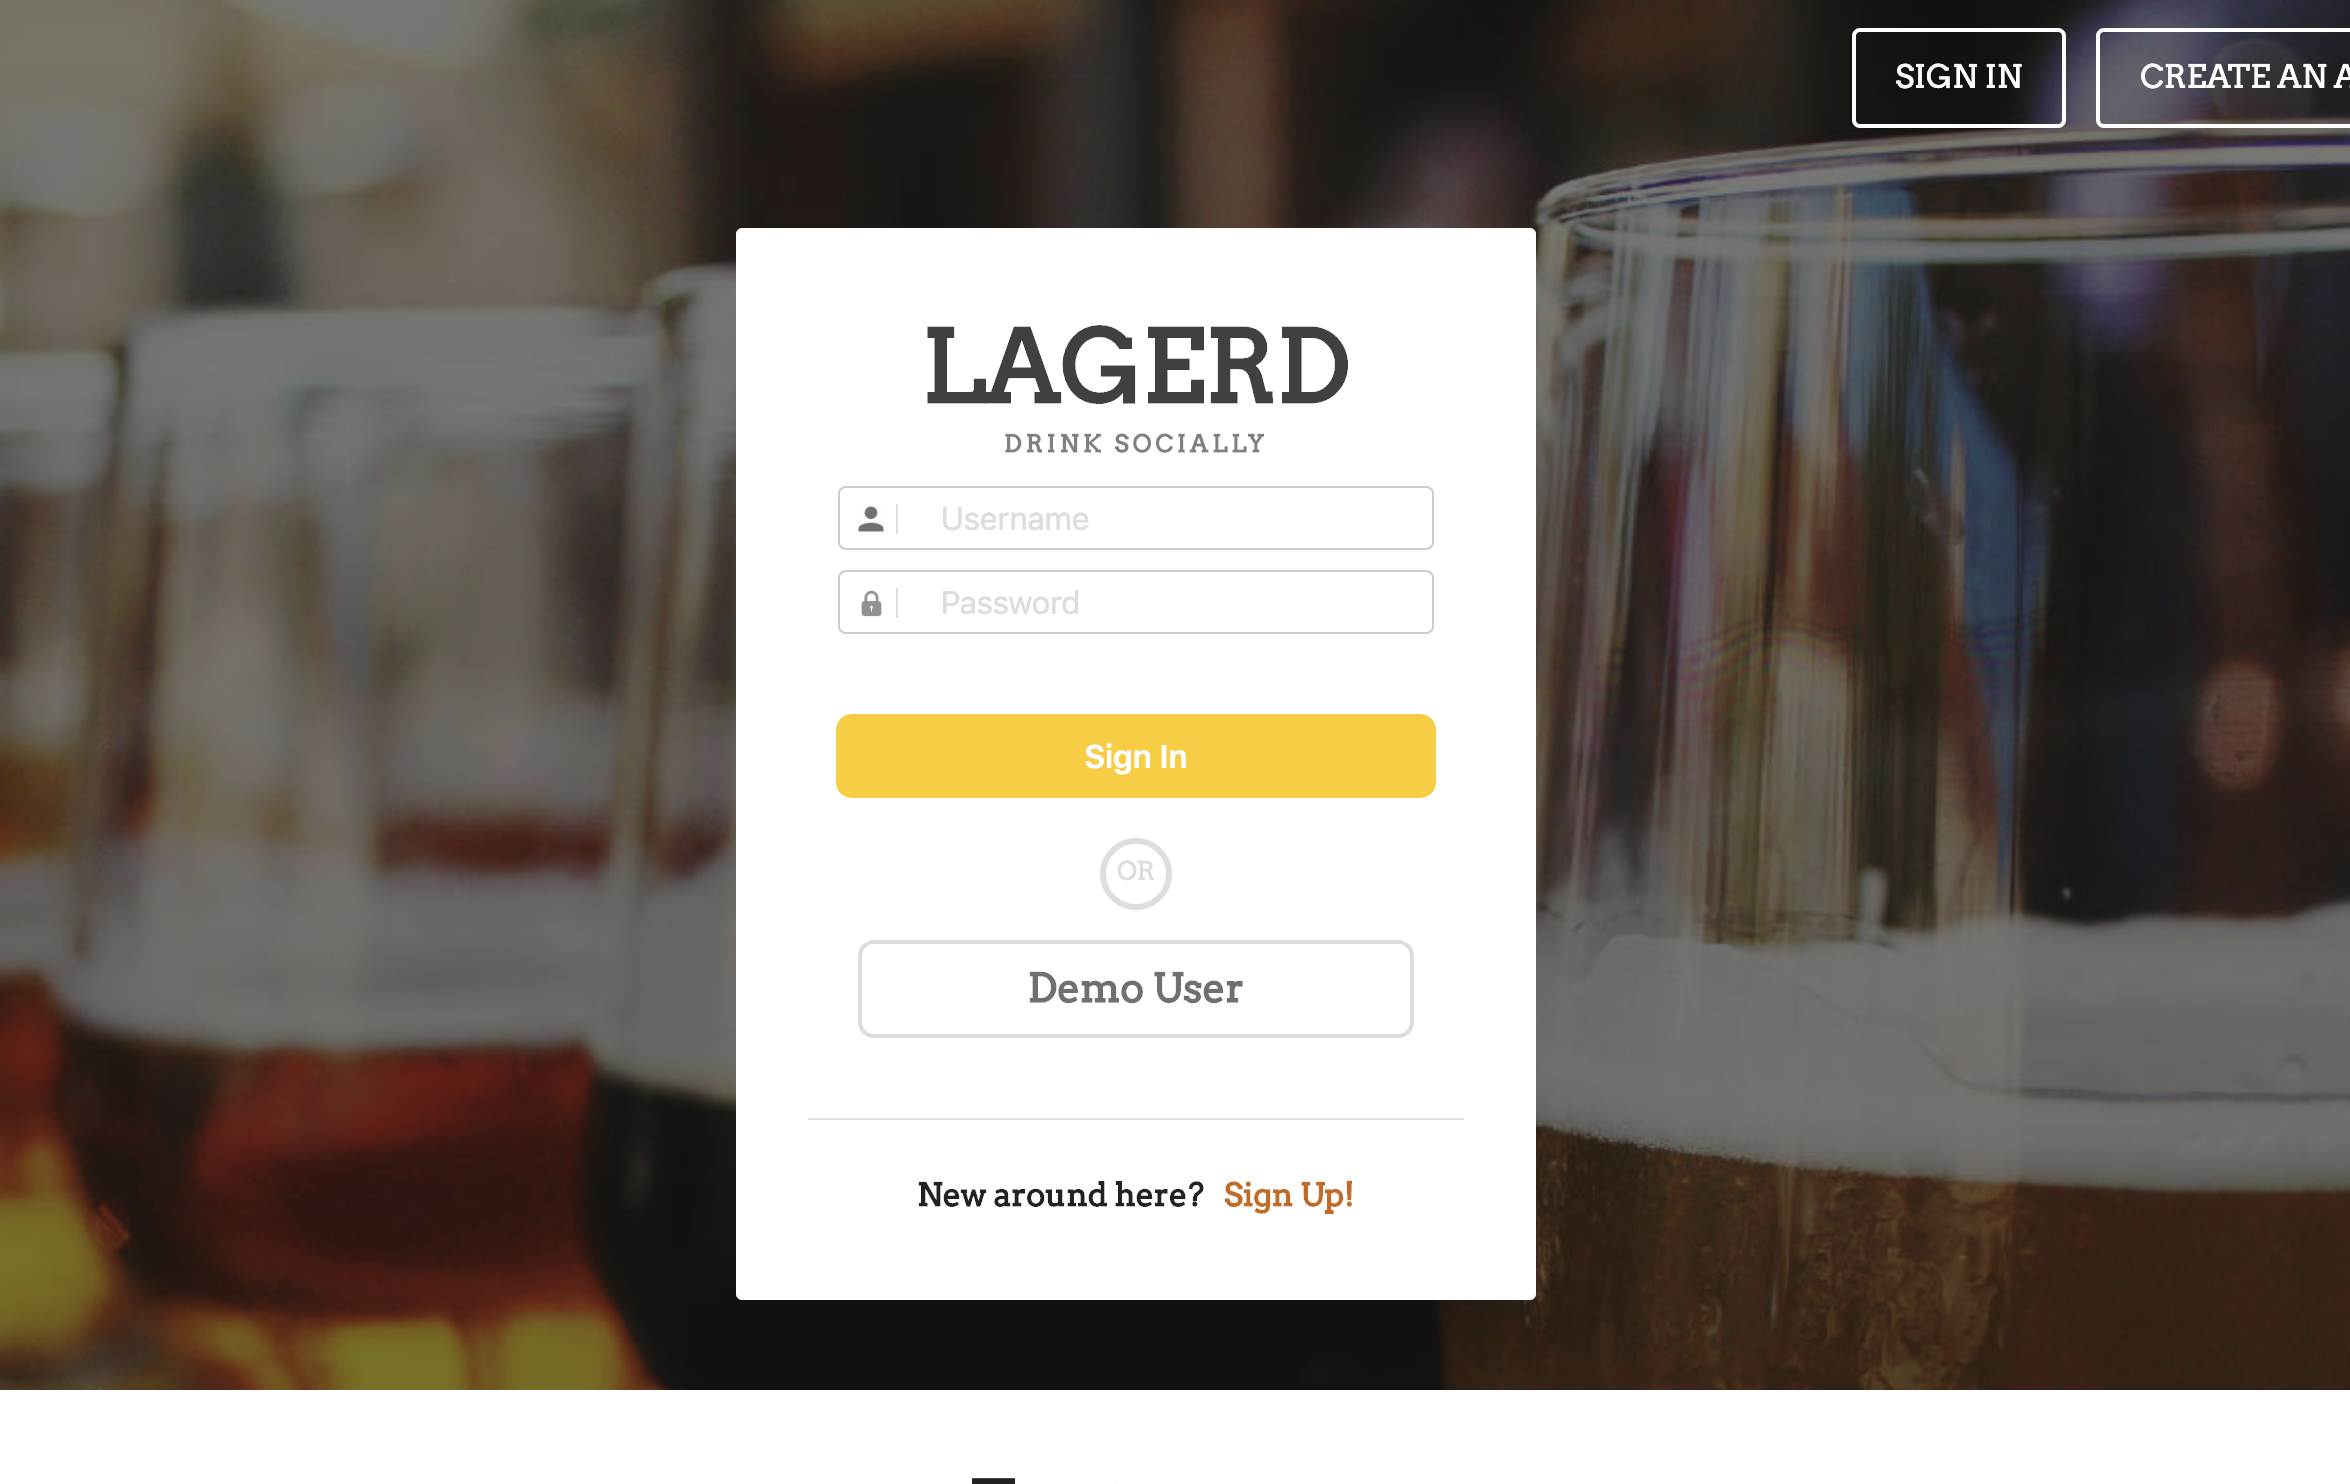 SIGN IN
CREATE AN
LAGERD
DRINK SOCIALLY
Username
Password
Sign In
OR
Demo User
New around here? Sign Up!